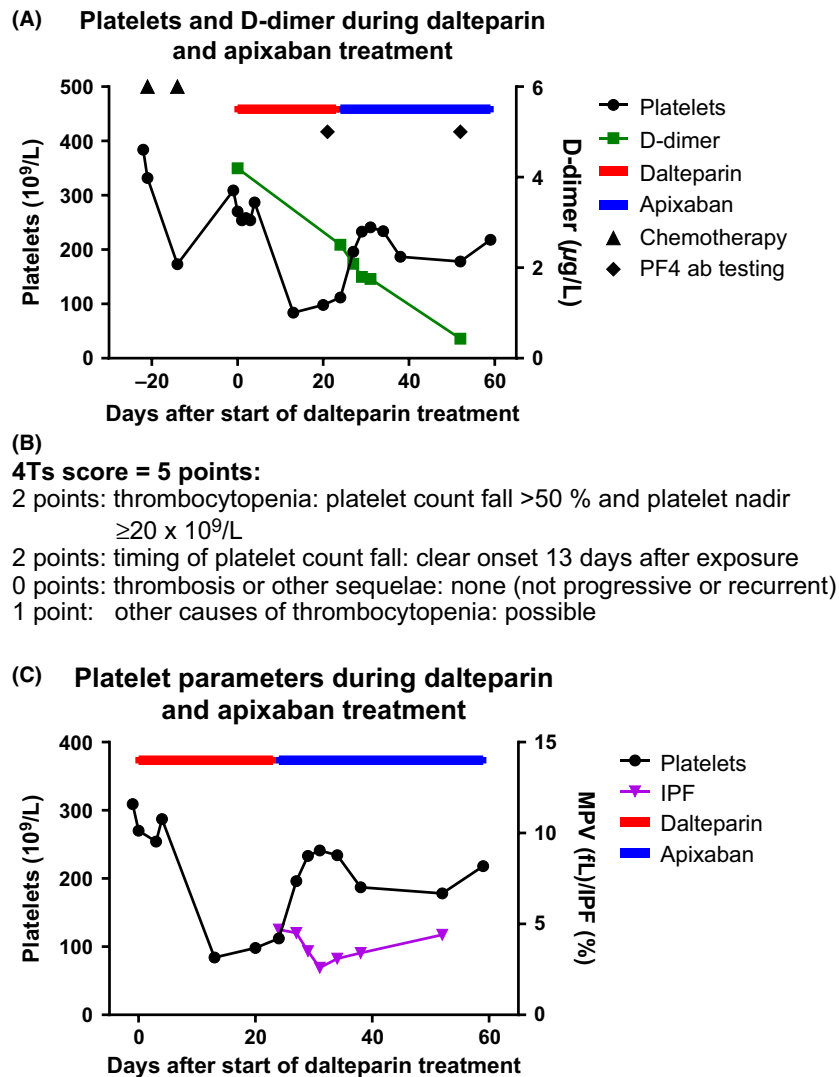 (A) Platelets and D-dimer during dalteparin
and apixaban treatment
500
400
300
200
100
0
Platelets (10⁹/L)
6
4
2
0
D-dimer (µg/L)
−20 0 20 40 60
Days after start of dalteparin treatment
Platelets
D-dimer
Dalteparin
Apixaban
Chemotherapy
PF4 ab testing
(B)
4Ts score = 5 points:
2 points: thrombocytopenia: platelet count fall >50 % and platelet nadir
≥20 x 10⁹/L
2 points: timing of platelet count fall: clear onset 13 days after exposure
0 points: thrombosis or other sequelae: none (not progressive or recurrent)
1 point: other causes of thrombocytopenia: possible
(C) Platelet parameters during dalteparin
and apixaban treatment
400
300
200
100
0
Platelets (10⁹/L)
15
10
5
0
MPV (fL)/IPF (%)
0 20 40 60
Days after start of dalteparin treatment
Platelets
IPF
Dalteparin
Apixaban